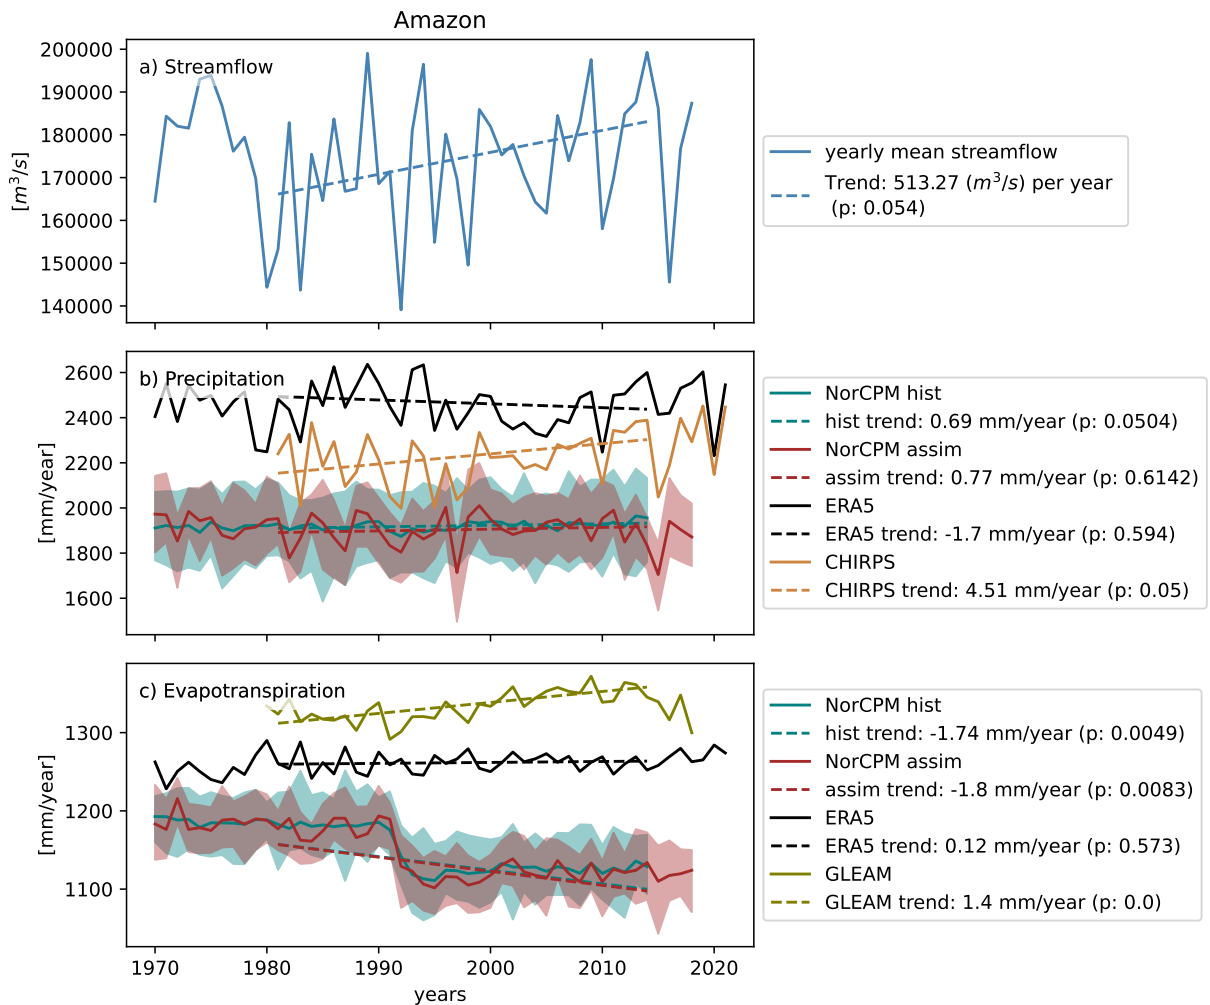 Amazon
a) Streamflow
200000
190000
180000
170000
160000
150000
140000
[m³/s]
yearly mean streamflow
Trend: 513.27 (m³/s) per year
(p: 0.054)
b) Precipitation
2600
2400
2200
2000
1800
1600
[mm/year]
NorCPM hist
hist trend: 0.69 mm/year (p: 0.0504)
NorCPM assim
assim trend: 0.77 mm/year (p: 0.6142)
ERA5
ERA5 trend: -1.7 mm/year (p: 0.594)
CHIRPS
CHIRPS trend: 4.51 mm/year (p: 0.05)
c) Evapotranspiration
1300
1200
1100
[mm/year]
NorCPM hist
hist trend: -1.74 mm/year (p: 0.0049)
NorCPM assim
assim trend: -1.8 mm/year (p: 0.0083)
ERA5
ERA5 trend: 0.12 mm/year (p: 0.573)
GLEAM
GLEAM trend: 1.4 mm/year (p: 0.0)
1970 1980 1990 2000 2010 2020
years